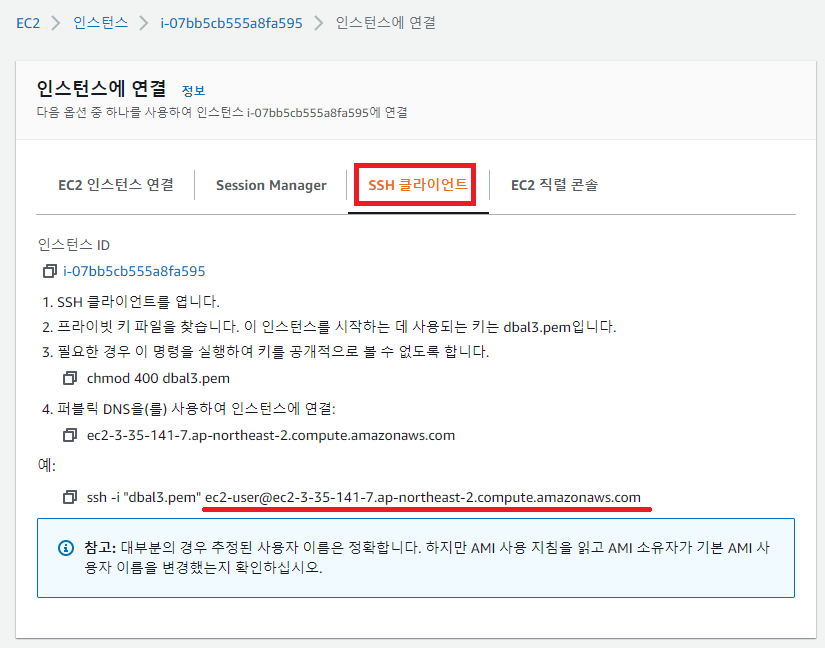 EC2 > 인스턴스 > i-07bb5cb555a8fa595 > 인스턴스에 연결
인스턴스에 연결 정보
다음 옵션 중 하나를 사용하여 인스턴스 i-07bb5cb555a8fa595에 연결
EC2 인스턴스 연결 Session Manager SSH 클라이언트 EC2 직렬 콘솔
인스턴스 ID
i-07bb5cb555a8fa595
1. SSH 클라이언트를 엽니다.
2. 프라이빗 키 파일을 찾습니다. 이 인스턴스를 시작하는 데 사용되는 키는 dbal3.pem입니다.
3. 필요한 경우 이 명령을 실행하여 키를 공개적으로 볼 수 없도록 합니다.
chmod 400 dbal3.pem
4. 퍼블릭 DNS을(를) 사용하여 인스턴스에 연결:
ec2-3-35-141-7.ap-northeast-2.compute.amazonaws.com
예:
ssh -i "dbal3.pem" ec2-user@ec2-3-35-141-7.ap-northeast-2.compute.amazonaws.com
참고: 대부분의 경우 추정된 사용자 이름은 정확합니다. 하지만 AMI 사용 지침을 읽고 AMI 소유자가 기본 AMI 사
용자 이름을 변경했는지 확인하십시오.